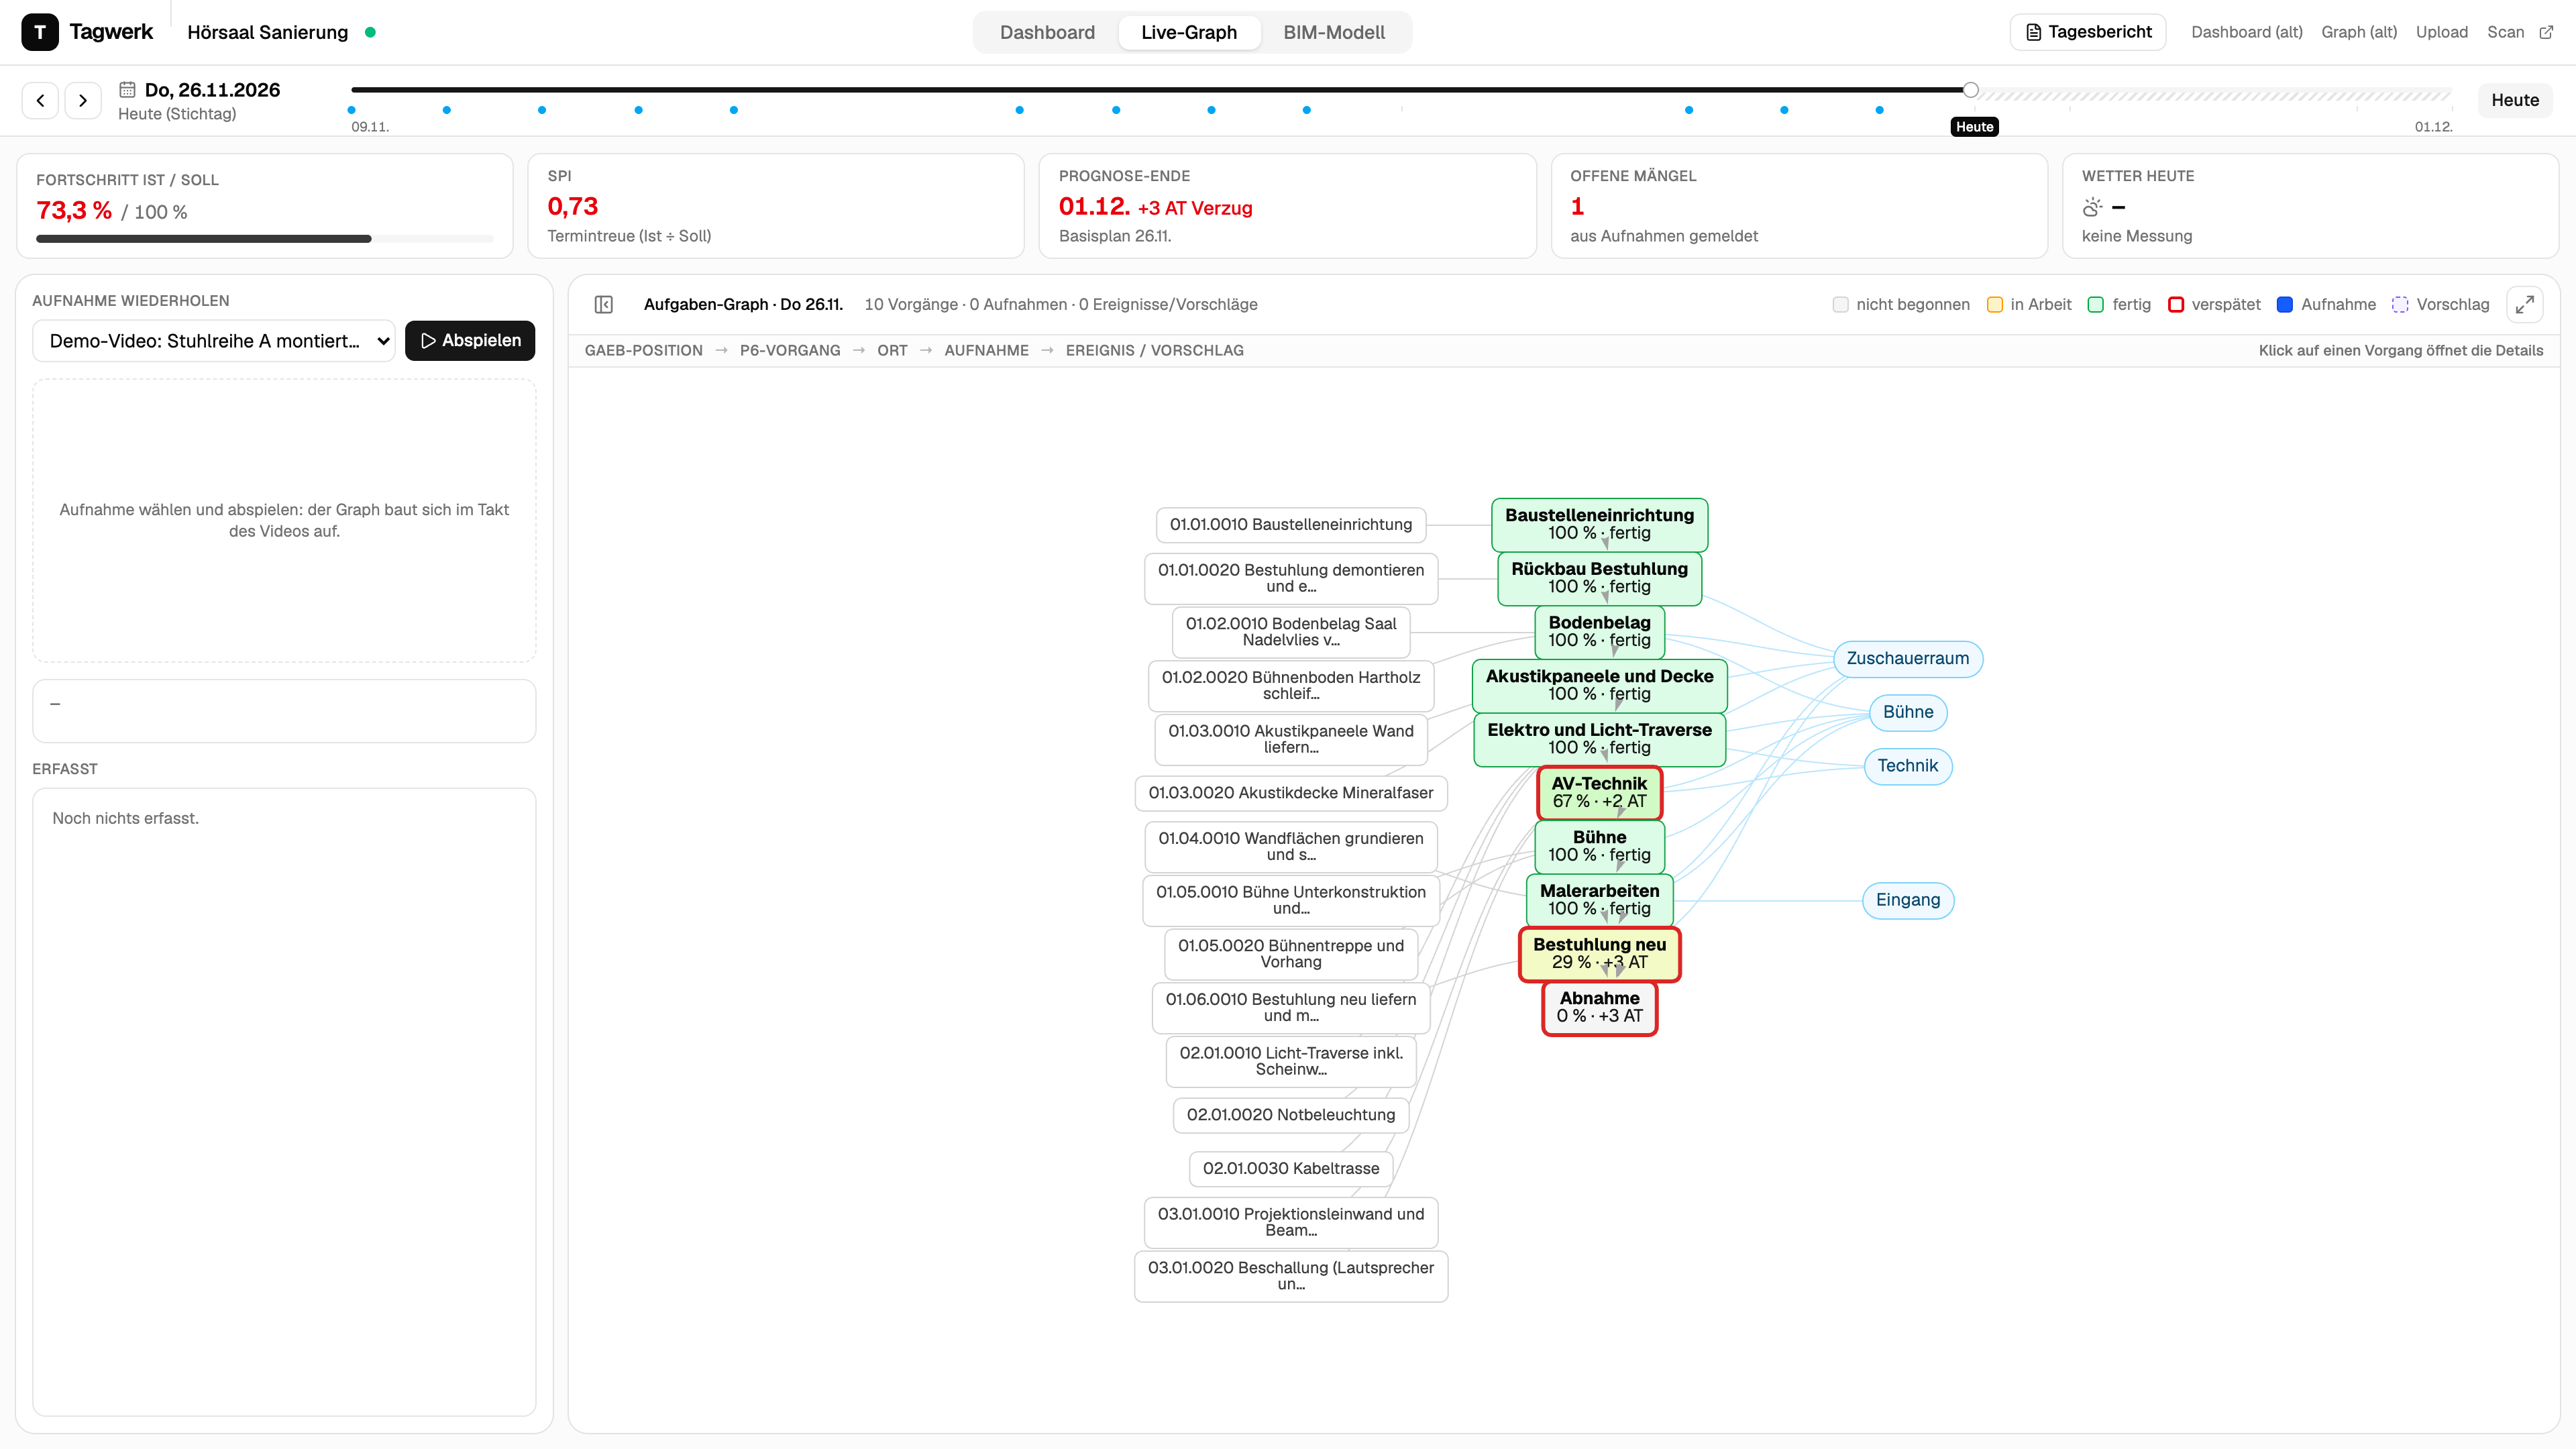 T Tagwerk
Hörsaal Sanierung
Dashboard
Live-Graph
BIM-Modell
Tagesbericht
Dashboard (alt)
Graph (alt)
Upload
Scan
Do, 26.11.2026
Heute (Stichtag)
09.11.
Heute
01.12.
Heute
FORTSCHRITT IST / SOLL
73,3 % / 100 %
SPI
0,73
Termintreue (Ist ÷ Soll)
PROGNOSE-ENDE
01.12. +3 AT Verzug
Basisplan 26.11.
OFFENE MÄNGEL
1
aus Aufnahmen gemeldet
WETTER HEUTE
–
keine Messung
AUFNAHME WIEDERHOLEN
Demo-Video: Stuhlreihe A montiert...
Abspielen
Aufnahme wählen und abspielen: der Graph baut sich im Takt
des Videos auf.
–
ERFASST
Noch nichts erfasst.
Aufgaben-Graph · Do 26.11.
10 Vorgänge · 0 Aufnahmen · 0 Ereignisse/Vorschläge
nicht begonnen
in Arbeit
fertig
verspätet
Aufnahme
Vorschlag
GAEB-POSITION → P6-VORGANG → ORT → AUFNAHME → EREIGNIS / VORSCHLAG
Klick auf einen Vorgang öffnet die Details
01.01.0010 Baustelleneinrichtung
01.01.0020 Bestuhlung demontieren
und e...
01.02.0010 Bodenbelag Saal
Nadelvlies v...
01.02.0020 Bühnenboden Hartholz
schleif...
01.03.0010 Akustikpaneele Wand
liefern...
01.03.0020 Akustikdecke Mineralfaser
01.04.0010 Wandflächen grundieren
und s...
01.05.0010 Bühne Unterkonstruktion
und...
01.05.0020 Bühnentreppe und
Vorhang
01.06.0010 Bestuhlung neu liefern
und m...
02.01.0010 Licht-Traverse inkl.
Scheinw...
02.01.0020 Notbeleuchtung
02.01.0030 Kabeltrasse
03.01.0010 Projektionsleinwand und
Beam...
03.01.0020 Beschallung (Lautsprecher
un...
Baustelleneinrichtung
100 % · fertig
Rückbau Bestuhlung
100 % · fertig
Bodenbelag
100 % · fertig
Akustikpaneele und Decke
100 % · fertig
Elektro und Licht-Traverse
100 % · fertig
AV-Technik
67 % · +2 AT
Bühne
100 % · fertig
Malerarbeiten
100 % · fertig
Bestuhlung neu
29 % · +3 AT
Abnahme
0 % · +3 AT
Zuschauerraum
Bühne
Technik
Eingang